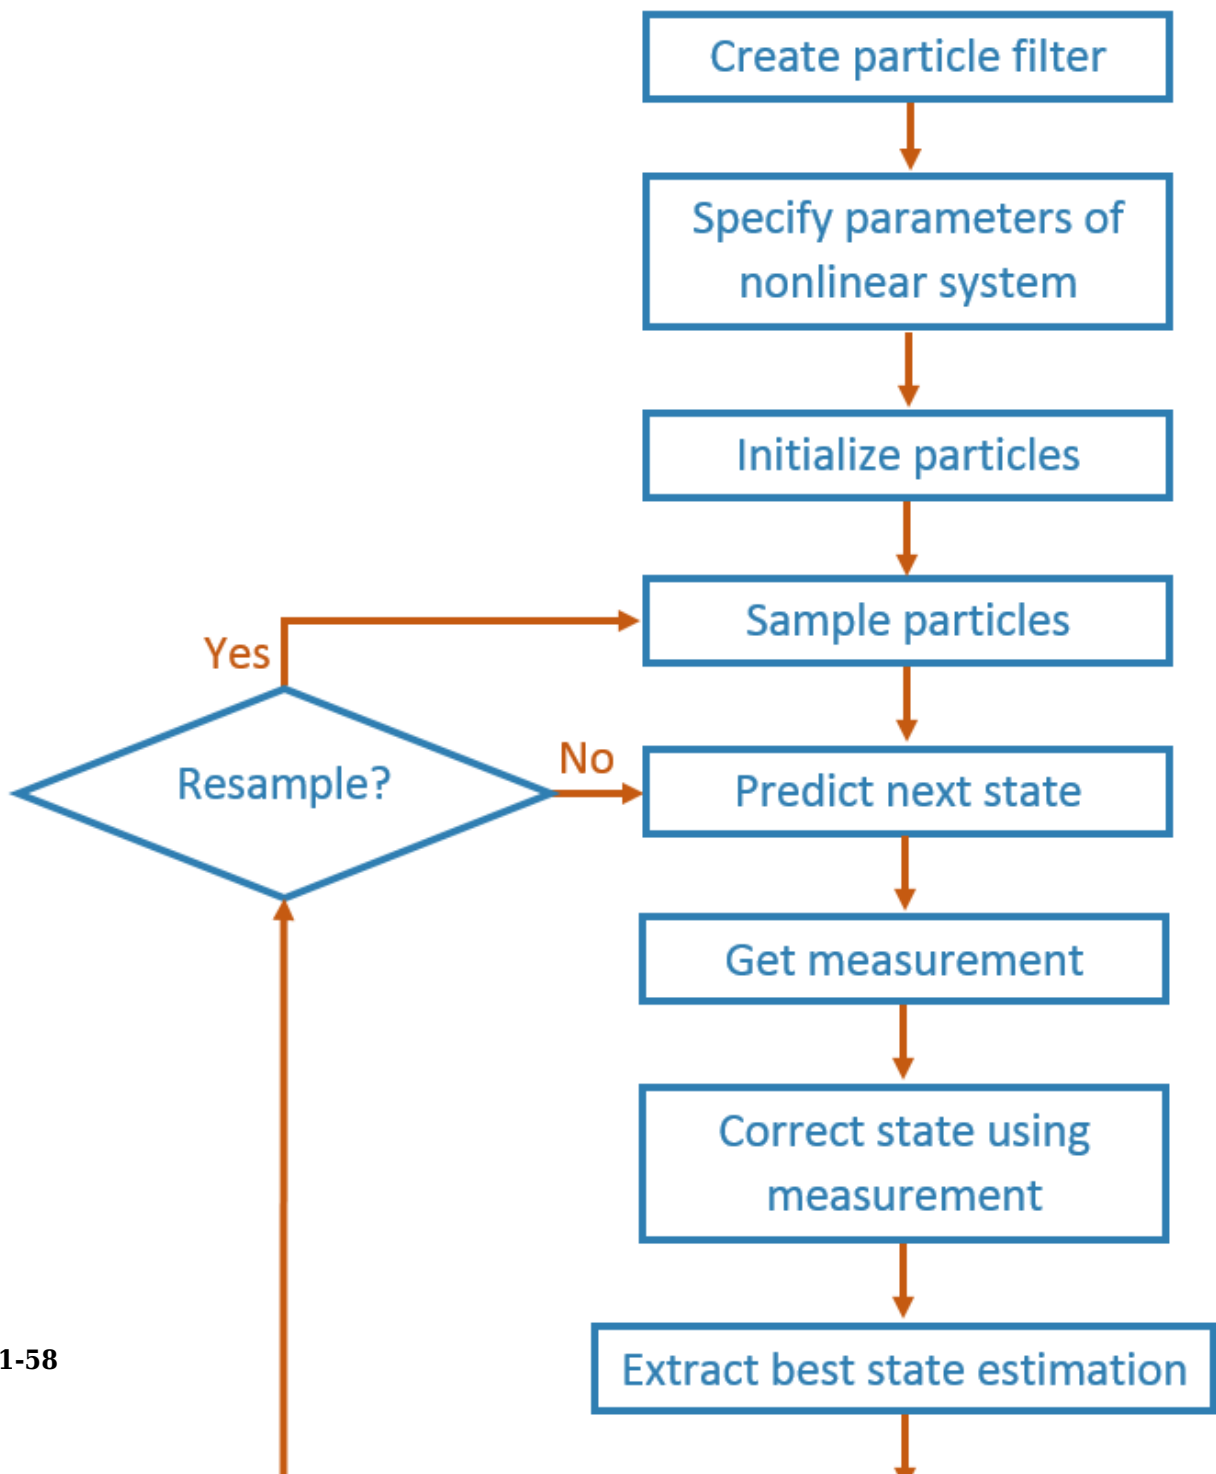 Create particle filter
Specify parameters of
nonlinear system
Initialize particles
Sample particles
Yes
No
Resample?
Predict next state
Get measurement
Correct state using
measurement
1-58
Extract best state estimation